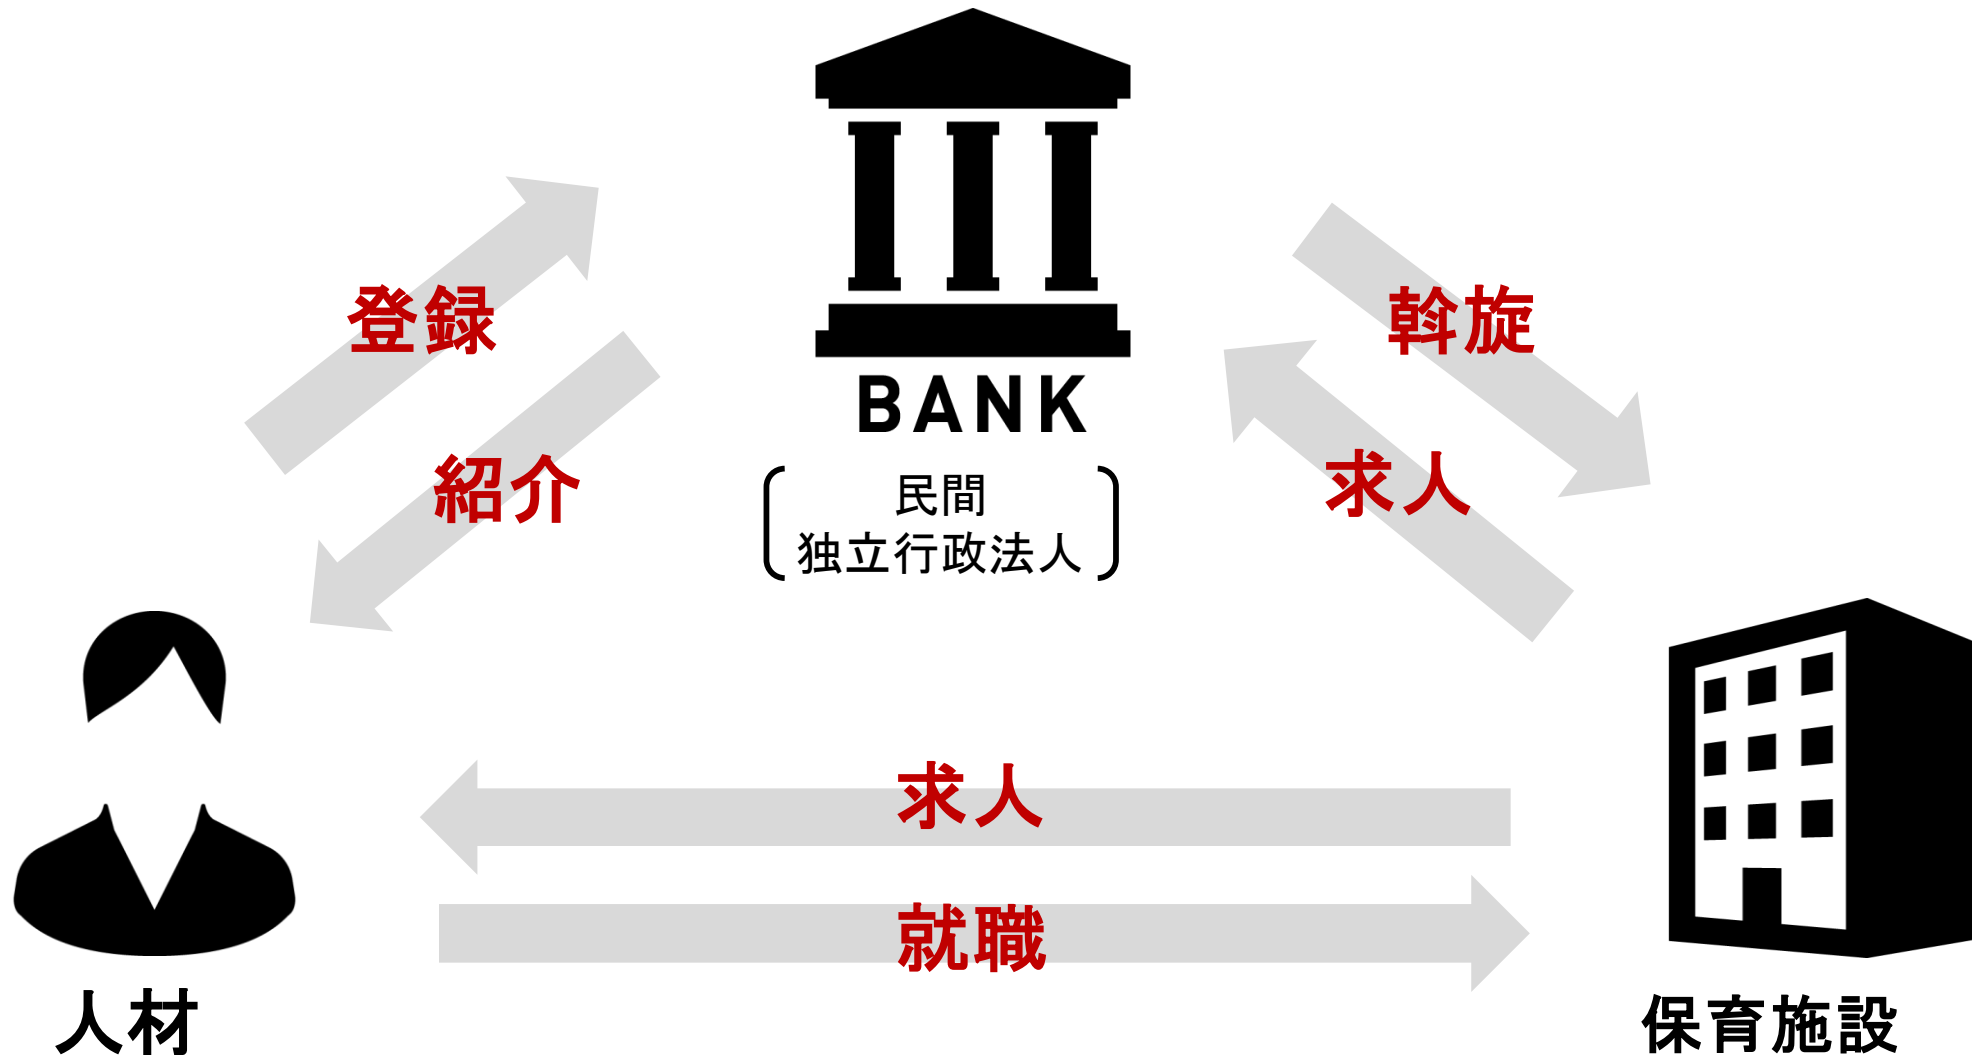 BANK
民間
独立行政法人
登録
紹介
斡旋
求人
求人
就職
人材
保育施設